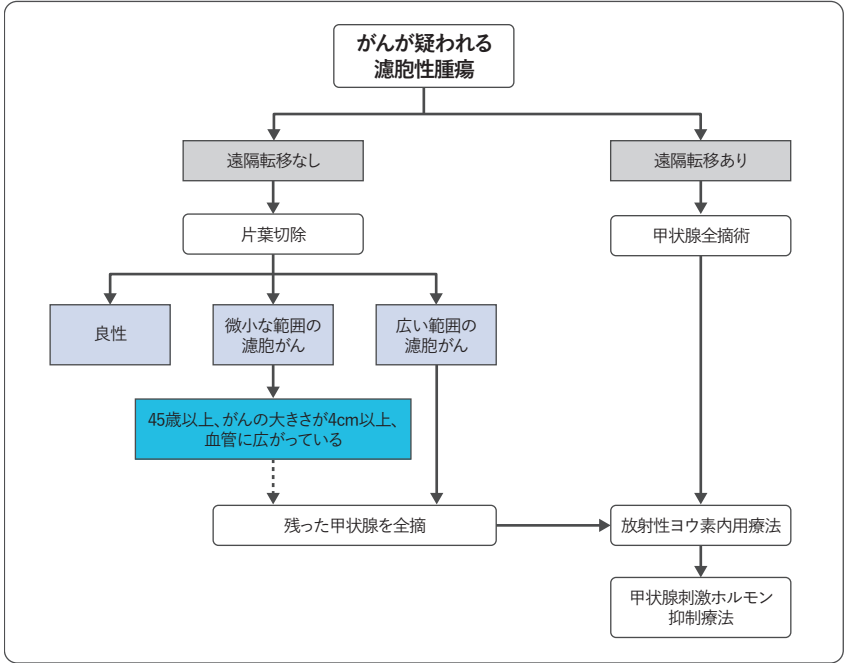 がんが疑われる
濾胞性腫瘍
遠隔転移なし
遠隔転移あり
片葉切除
甲状腺全摘術
良性
微小な範囲の
濾胞がん
広い範囲の
濾胞がん
45歳以上、がんの大きさが4cm以上、
血管に広がっている
残った甲状腺を全摘
放射性ヨウ素内用療法
甲状腺刺激ホルモン
抑制療法